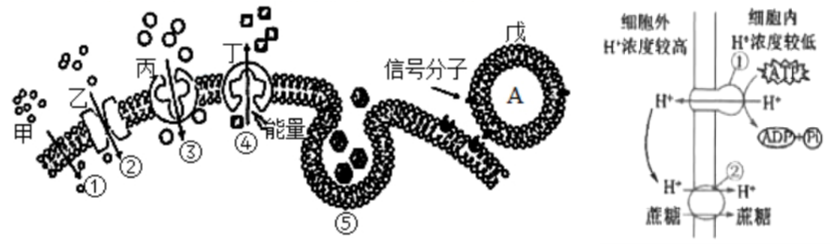 甲
①
乙
②
丙
③
丁
④
能量
⑤
信号分子
戊
A
细胞外
H⁺浓度较高
细胞内
H⁺浓度较低
①
ATP
H⁺
H⁺
ADP+Pi
②
H⁺
H⁺
蔗糖
蔗糖